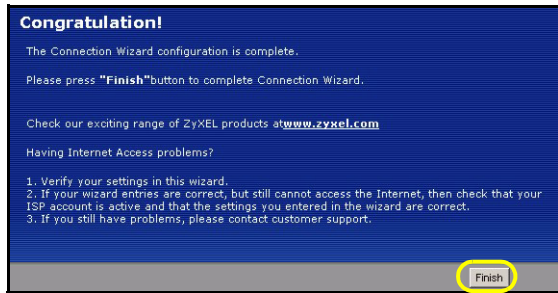 Congratulation!
The Connection Wizard configuration is complete.
Please press "Finish"button to complete Connection Wizard.
Check our exciting range of ZyXEL products atwww.zyxel.com
Having Internet Access problems?
1. Verify your settings in this wizard.
2. If your wizard entries are correct, but still cannot access the Internet, then check that your
ISP account is active and that the settings you entered in the wizard are correct.
3. If you still have problems, please contact customer support.
Finish